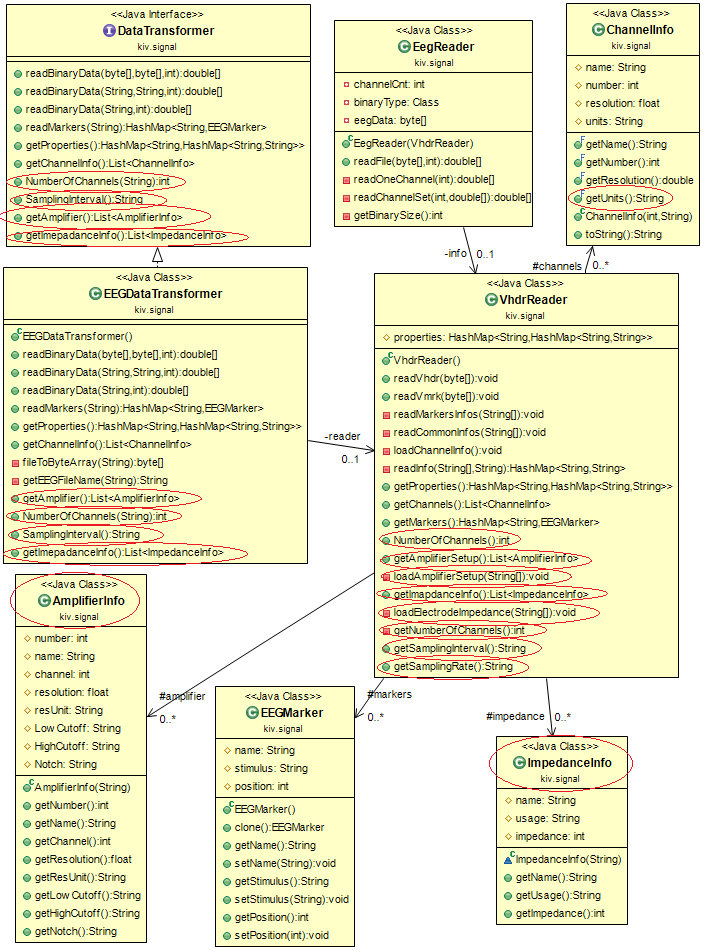 <<Java Interface>>
DataTransformer
kiv.signal
readBinaryData(byte[],byte[],int):double[]
readBinaryData(String,String,int):double[]
readBinaryData(String,int):double[]
readMarkers(String):HashMap<String,EEGMarker>
getProperties():HashMap<String,HashMap<String,String>>
getChannelInfo():List<ChannelInfo>
NumberOfChannels(String):int
SamplingInterval():String
getAmplifier():List<AmplifierInfo>
getImepadanceInfo():List<ImpedanceInfo>
<<Java Class>>
EegReader
kiv.signal
channelCnt: int
binaryType: Class
eegData: byte[]
EegReader(VhdrReader)
readFile(byte[],int):double[]
readOneChannel(int):double[]
readChannelSet(int,double[]):double[]
getBinarySize():int
<<Java Class>>
ChannelInfo
kiv.signal
name: String
number: int
resolution: float
units: String
getName():String
getNumber():int
getResolution():double
getUnits():String
ChannelInfo(int,String)
toString():String
-info
0..1
#channels
0..*
<<Java Class>>
EEGDataTransformer
kiv.signal
EEGDataTransformer()
readBinaryData(byte[],byte[],int):double[]
readBinaryData(String,String,int):double[]
readBinaryData(String,int):double[]
readMarkers(String):HashMap<String,EEGMarker>
getProperties():HashMap<String,HashMap<String,String>>
getChannelInfo():List<ChannelInfo>
fileToByteArray(String):byte[]
getEEGFileName(String):String
getAmplifier():List<AmplifierInfo>
NumberOfChannels(String):int
SamplingInterval():String
getImepadanceInfo():List<ImpedanceInfo>
-reader
0..1
<<Java Class>>
VhdrReader
kiv.signal
properties: HashMap<String,HashMap<String,String>>
VhdrReader()
readVhdr(byte[]):void
readVmrk(byte[]):void
readMarkersInfos(String[]):void
readCommonInfos(String[]):void
loadChannelInfo():void
readInfo(String[],String):HashMap<String,String>
getProperties():HashMap<String,HashMap<String,String>>
getChannels():List<ChannelInfo>
getMarkers():HashMap<String,EEGMarker>
NumberOfChannels():int
getAmplifierSetup():List<AmplifierInfo>
loadAmplifierSetup(String[]):void
getImapdanceInfo():List<ImpedanceInfo>
loadElectrodeImpedance(String[]):void
getNumberOfChannels():int
getSamplingInterval():String
getSamplingRate():String
<<Java Class>>
AmplifierInfo
kiv.signal
number: int
name: String
channel: int
resolution: float
resUnit: String
Low Cutoff: String
HighCutoff: String
Notch: String
AmplifierInfo(String)
getNumber():int
getName():String
getChannel():int
getResolution():float
getResUnit():String
getLow Cutoff():String
getHighCutoff():String
getNotch():String
#amplifier
0..*
<<Java Class>>
EEGMarker
kiv.signal
name: String
stimulus: String
position: int
EEGMarker()
clone():EEGMarker
getName():String
setName(String):void
getStimulus():String
setStimulus(String):void
getPosition():int
setPosition(int):void
#markers
0..*
#impedance
0..*
<<Java Class>>
ImpedanceInfo
kiv.signal
name: String
usage: String
impedance: int
ImpedanceInfo(String)
getName():String
getUsage():String
getImpedance():int